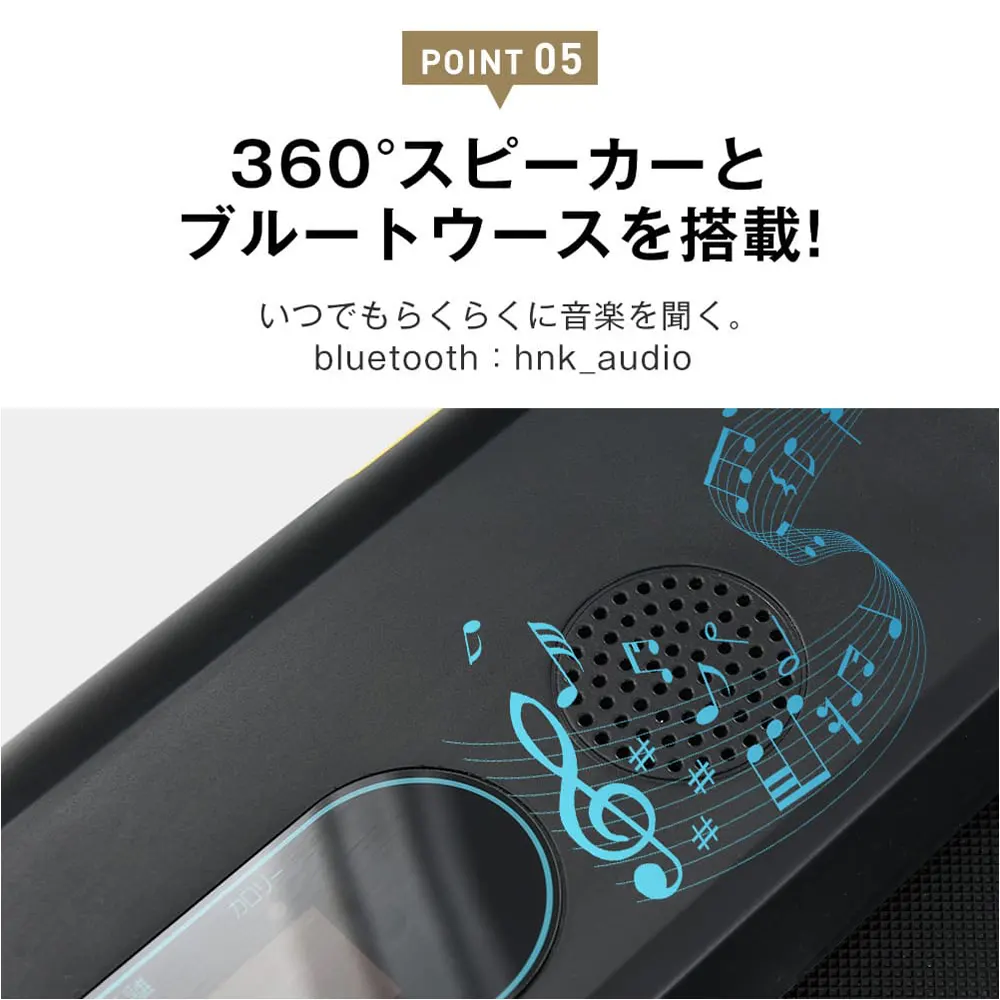 POINT 05
360°スピーカーと
ブルートウースを搭載!
いつでもらくらくに音楽を聞く。
bluetooth：hnk_audio
カロリー